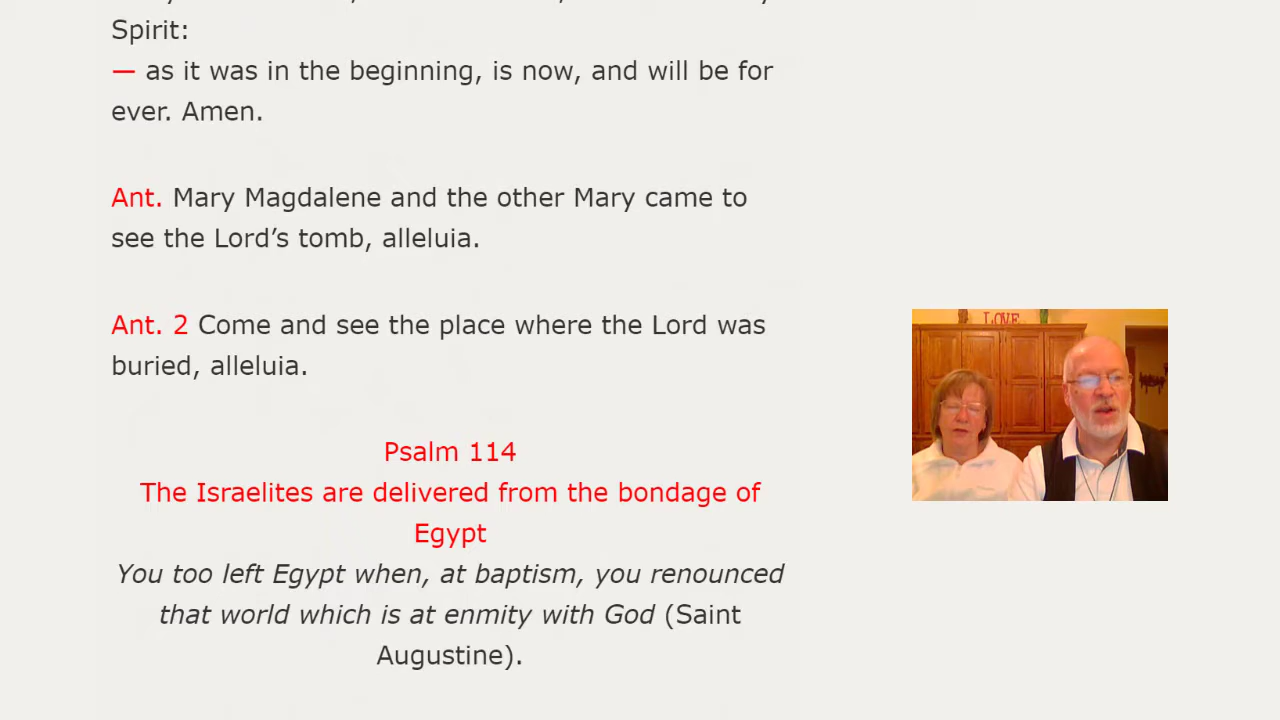 Spirit:
— as it was in the beginning, is now, and will be for
ever. Amen.
Ant. Mary Magdalene and the other Mary came to
see the Lord’s tomb, alleluia.
Ant. 2 Come and see the place where the Lord was
buried, alleluia.
Psalm 114
The Israelites are delivered from the bondage of
Egypt
You too left Egypt when, at baptism, you renounced
that world which is at enmity with God (Saint
Augustine).
LOVE